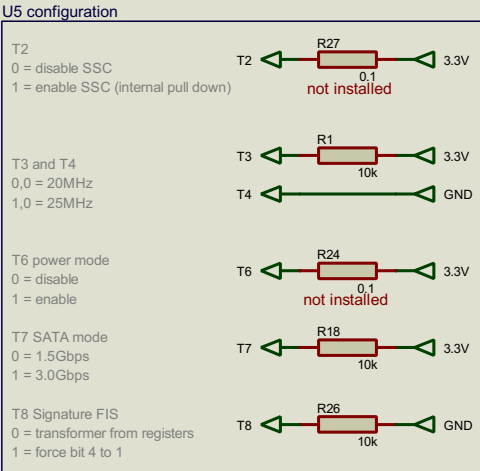 U5 configuration
T2
0 = disable SSC
1 = enable SSC (internal pull down)
T2 R27 3.3V
0.1
not installed
T3 and T4
0,0 = 20MHz
1,0 = 25MHz
T3 R1 3.3V
10k
T4 GND
T6 power mode
0 = disable
1 = enable
T6 R24 3.3V
0.1
not installed
T7 SATA mode
0 = 1.5Gbps
1 = 3.0Gbps
T7 R18 3.3V
10k
T8 Signature FIS
0 = transformer from registers
1 = force bit 4 to 1
T8 R26 GND
10k